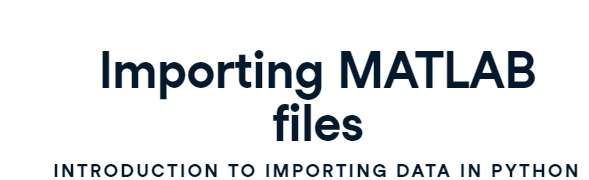 Importing MATLAB
files
INTRODUCTION TO IMPORTING DATA IN PYTHON